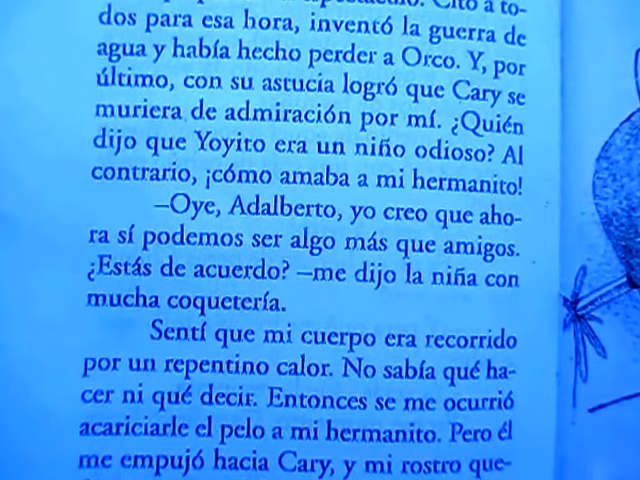 Citó a to-
dos para esa hora, inventó la guerra de
agua y había hecho perder a Orco. Y, por
último, con su astucia logró que Cary se
muriera de admiración por mí. ¿Quién
dijo que Yoyito era un niño odioso? Al
contrario, ¡cómo amaba a mi hermanito!
–Oye, Adalberto, yo creo que aho-
ra sí podemos ser algo más que amigos.
¿Estás de acuerdo? –me dijo la niña con
mucha coquetería.
Sentí que mi cuerpo era recorrido
por un repentino calor. No sabía qué ha-
cer ni qué decir. Entonces se me ocurrió
acariciarle el pelo a mi hermanito. Pero él
me empujó hacia Cary, y mi rostro que-